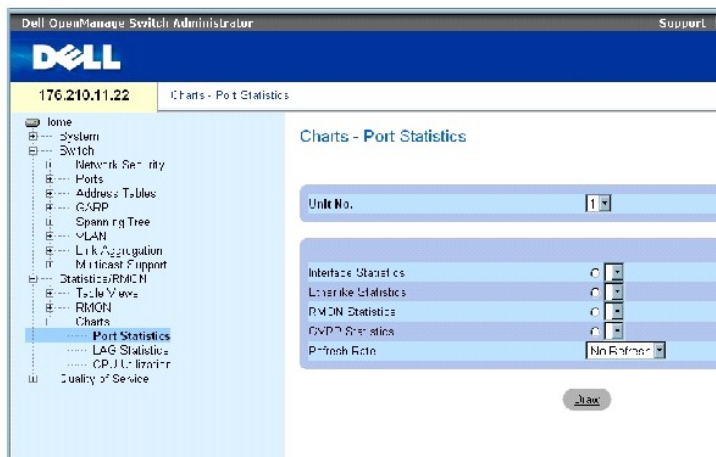 Dell OpenManage Switch Administrator
Support
DELL
176.210.11.22
Charts - Port Statistics
Home
System
Switch
Network Security
Ports
Address Tables
GARP
Spanning Tree
VLAN
Link Aggregation
Multicast Support
Statistics/RMON
Table Views
RMON
Charts
Port Statistics
LAG Statistics
CPU Utilization
Quality of Service
Charts - Port Statistics
Unit No.
1
Interface Statistics
Etherlike Statistics
RMON Statistics
GVRP Statistics
Refresh Rate
No Refresh
Draw